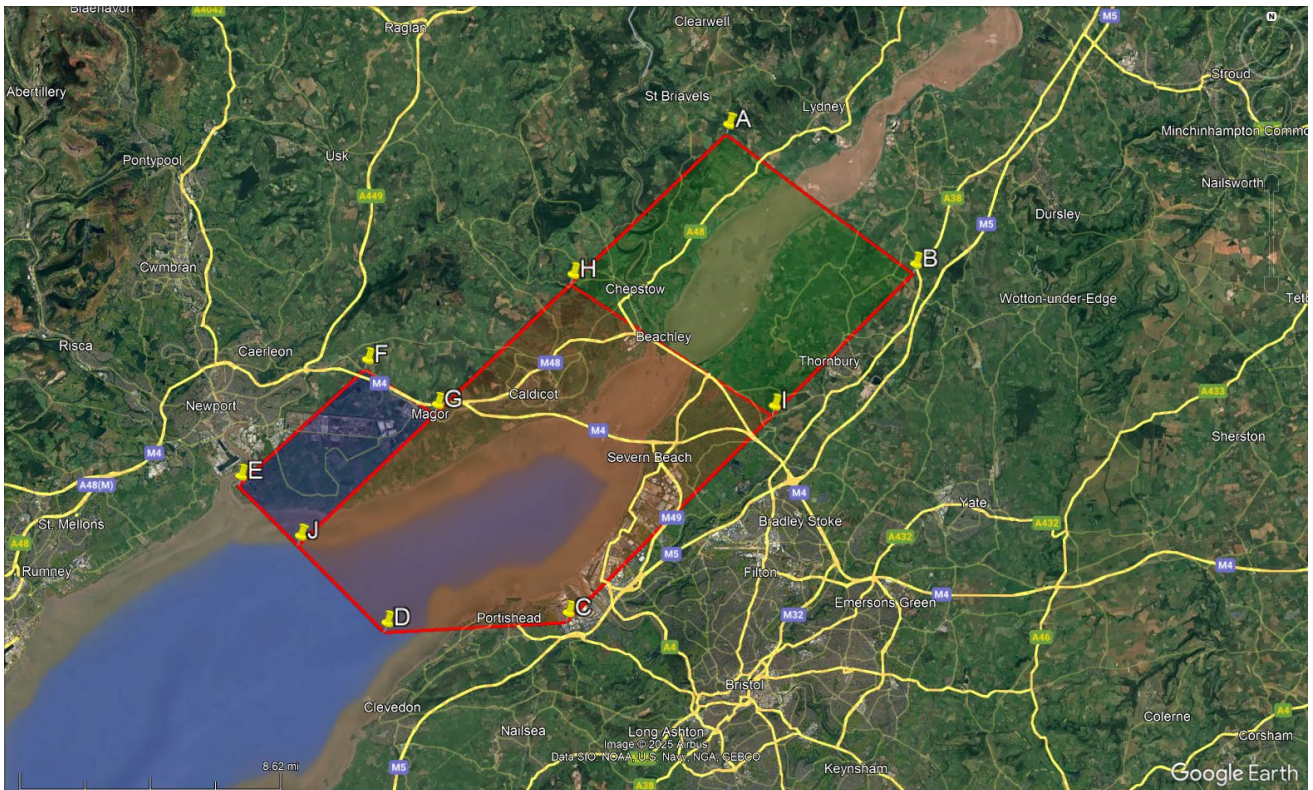 Blaenavon
A4042
Raglan
Clearwell
M5
N
Abertillery
St Briavels
Lydney
Stroud
A
Minchinhampton Commo
Pontypool
Usk
Nailsworth
A449
A38
Dursley
M5
A48
Cwmbran
H
B
Chepstow
Wotton-under-Edge
Tet
Risca
Caerleon
Beachley
F
M48
Thornbury
M4
Newport
Caldicot
A433
G
I
Magor
M4
Sherston
M4
Severn Beach
E
A48(M)
M4
Yate
St. Mellons
M49
Bradley Stoke
A432
A432
J
A48
M5
M4
Rumney
Filton
M4
Emersons Green
D
Portishead
C
M32
A46
A4
Bristol
Clevedon
A4
Nailsea
Long Ashton
Colerne
Image © 2025 Airbus
Corsham
Data SIO, NOAA, U.S. Navy, NGA, GEBCO
8.62 mi
M5
Keynsham
A38
Google Earth